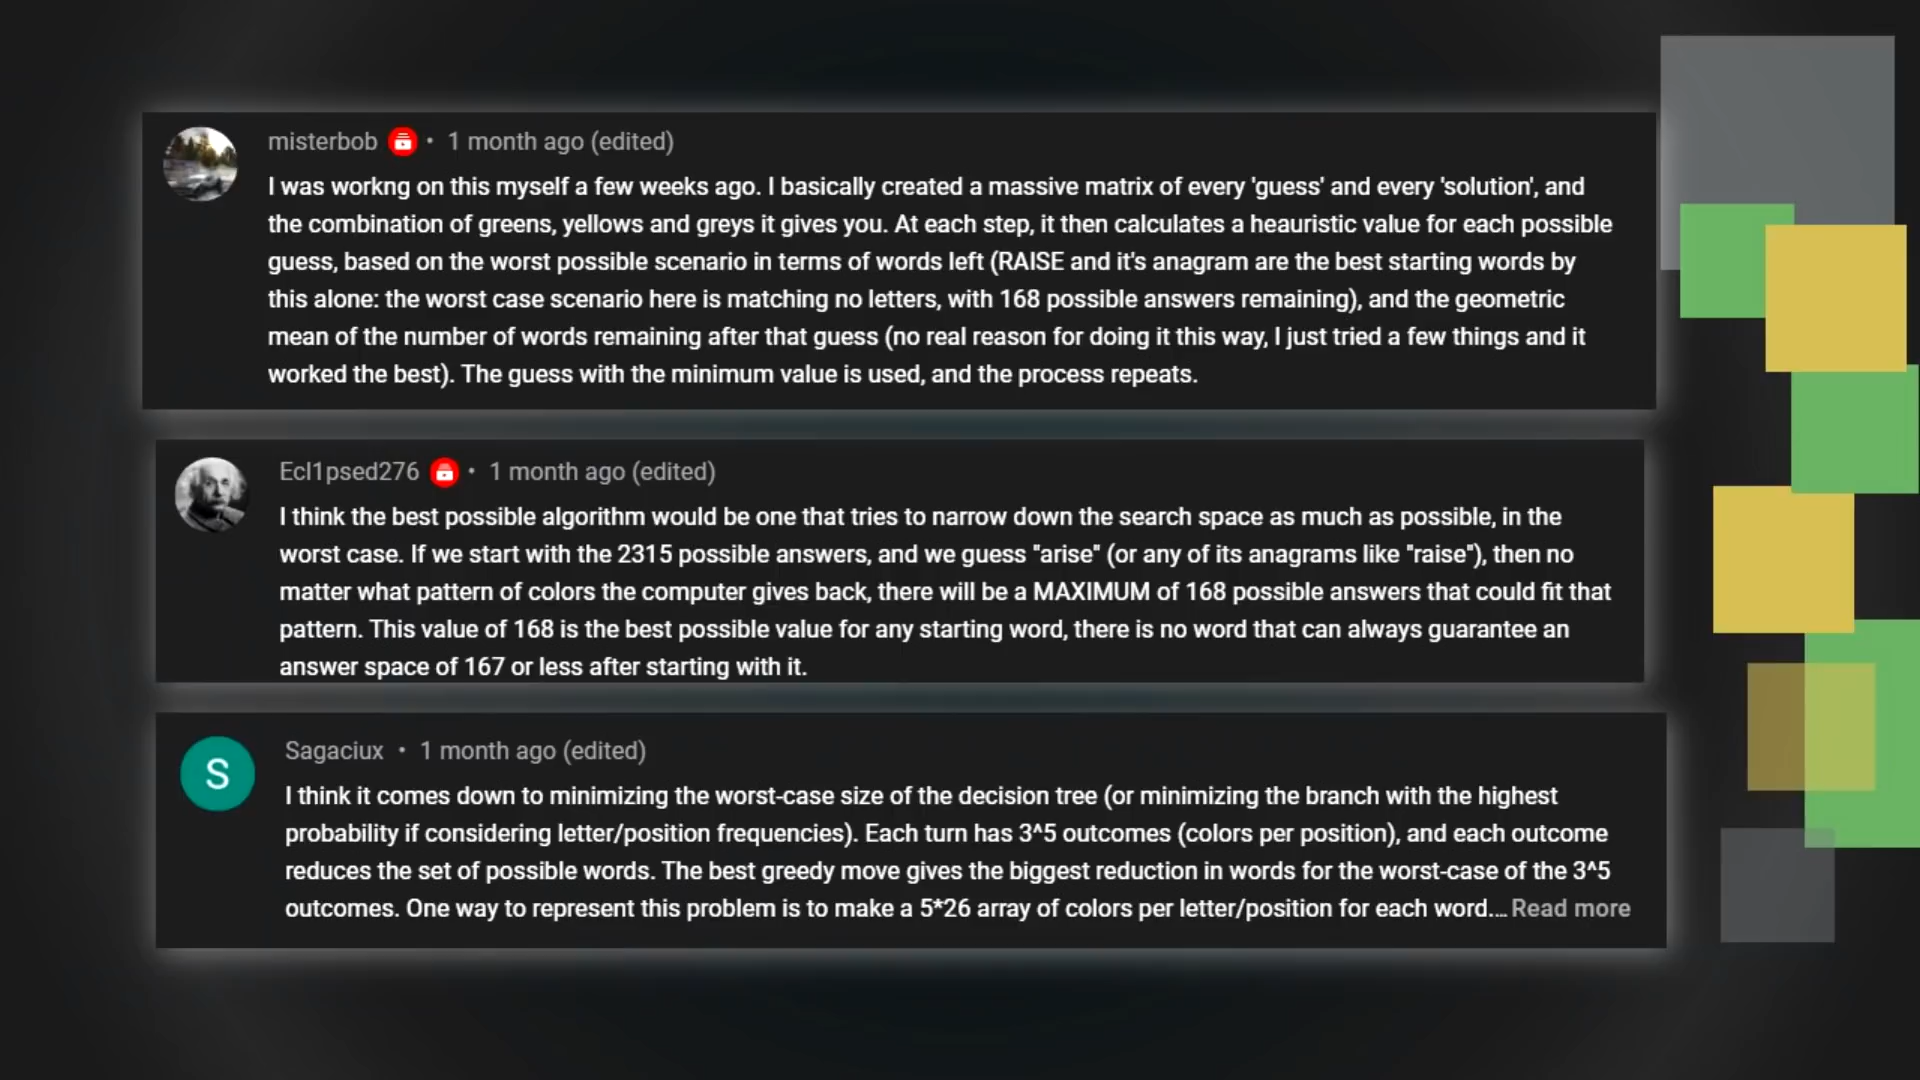 misterbob • 1 month ago (edited)
I was workng on this myself a few weeks ago. I basically created a massive matrix of every 'guess' and every 'solution', and
the combination of greens, yellows and greys it gives you. At each step, it then calculates a heauristic value for each possible
guess, based on the worst possible scenario in terms of words left (RAISE and it's anagram are the best starting words by
this alone: the worst case scenario here is matching no letters, with 168 possible answers remaining), and the geometric
mean of the number of words remaining after that guess (no real reason for doing it this way, I just tried a few things and it
worked the best). The guess with the minimum value is used, and the process repeats.
Ecl1psed276 • 1 month ago (edited)
I think the best possible algorithm would be one that tries to narrow down the search space as much as possible, in the
worst case. If we start with the 2315 possible answers, and we guess "arise" (or any of its anagrams like "raise"), then no
matter what pattern of colors the computer gives back, there will be a MAXIMUM of 168 possible answers that could fit that
pattern. This value of 168 is the best possible value for any starting word, there is no word that can always guarantee an
answer space of 167 or less after starting with it.
S
Sagaciux • 1 month ago (edited)
I think it comes down to minimizing the worst-case size of the decision tree (or minimizing the branch with the highest
probability if considering letter/position frequencies). Each turn has 3^5 outcomes (colors per position), and each outcome
reduces the set of possible words. The best greedy move gives the biggest reduction in words for the worst-case of the 3^5
outcomes. One way to represent this problem is to make a 5*26 array of colors per letter/position for each word.... Read more